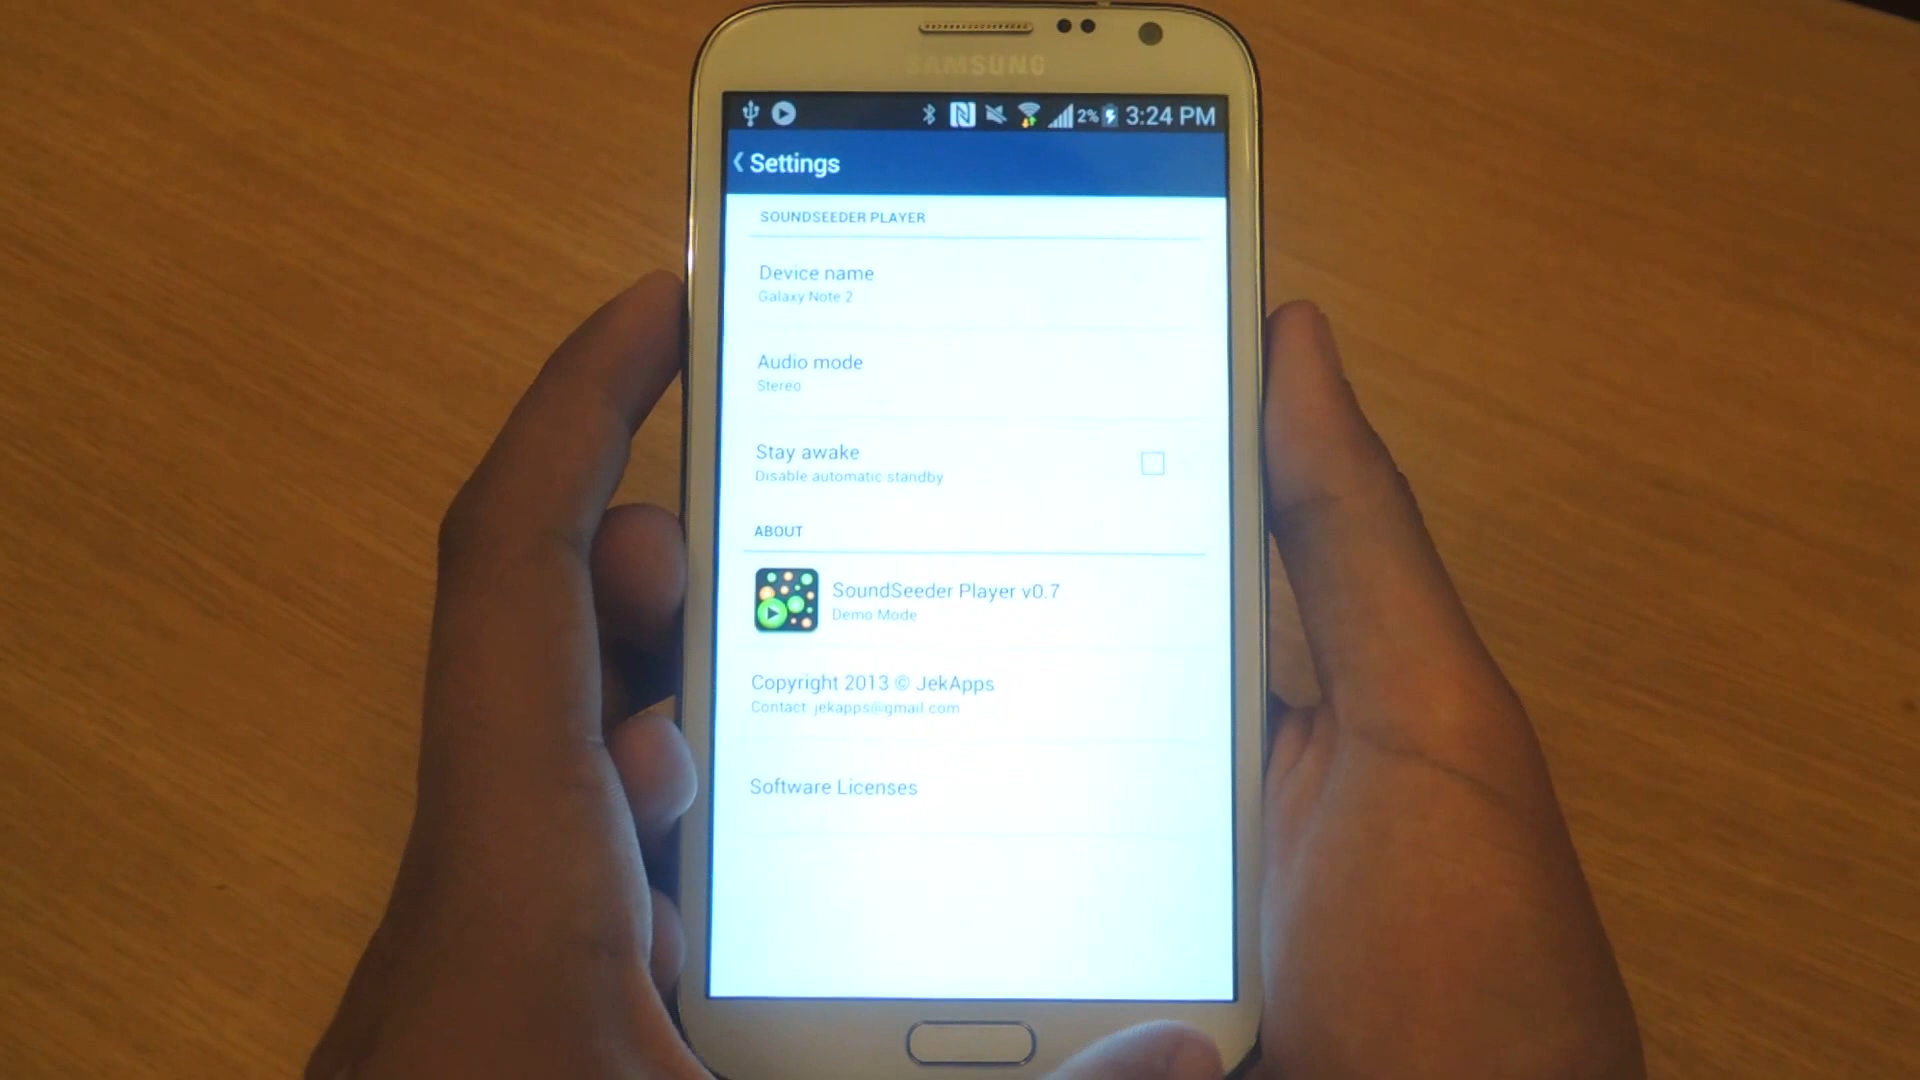 SAMSUNG
2% 3:24 PM
Settings
SOUNDSEEDER PLAYER
Device name
Galaxy Note 2
Audio mode
Stereo
Stay awake
Disable automatic standby
ABOUT
SoundSeeder Player v0.7
Demo Mode
Copyright 2013 © JekApps
Contact: jekapps@gmail.com
Software Licenses